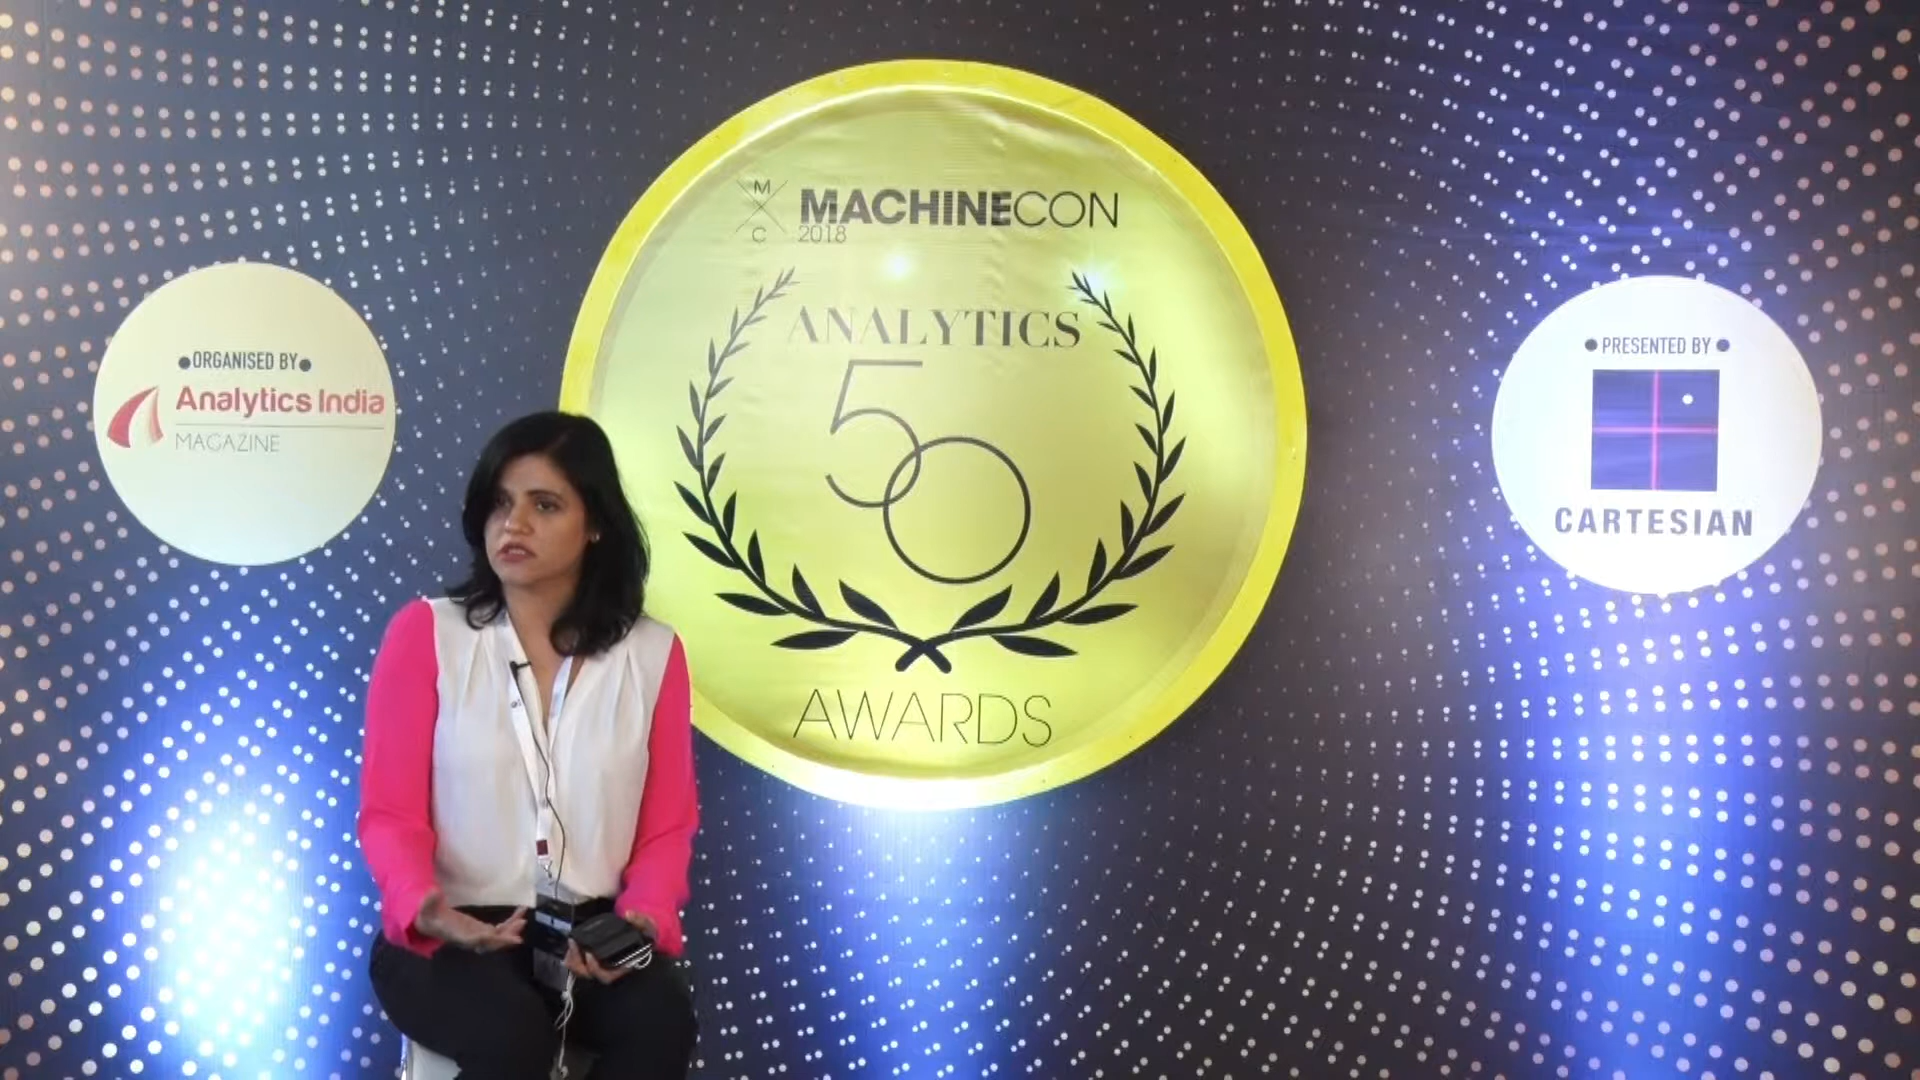 M
C
MACHINECON
2018
ANALYTICS
50
AWARDS
ORGANISED BY
Analytics India
MAGAZINE
PRESENTED BY
CARTESIAN